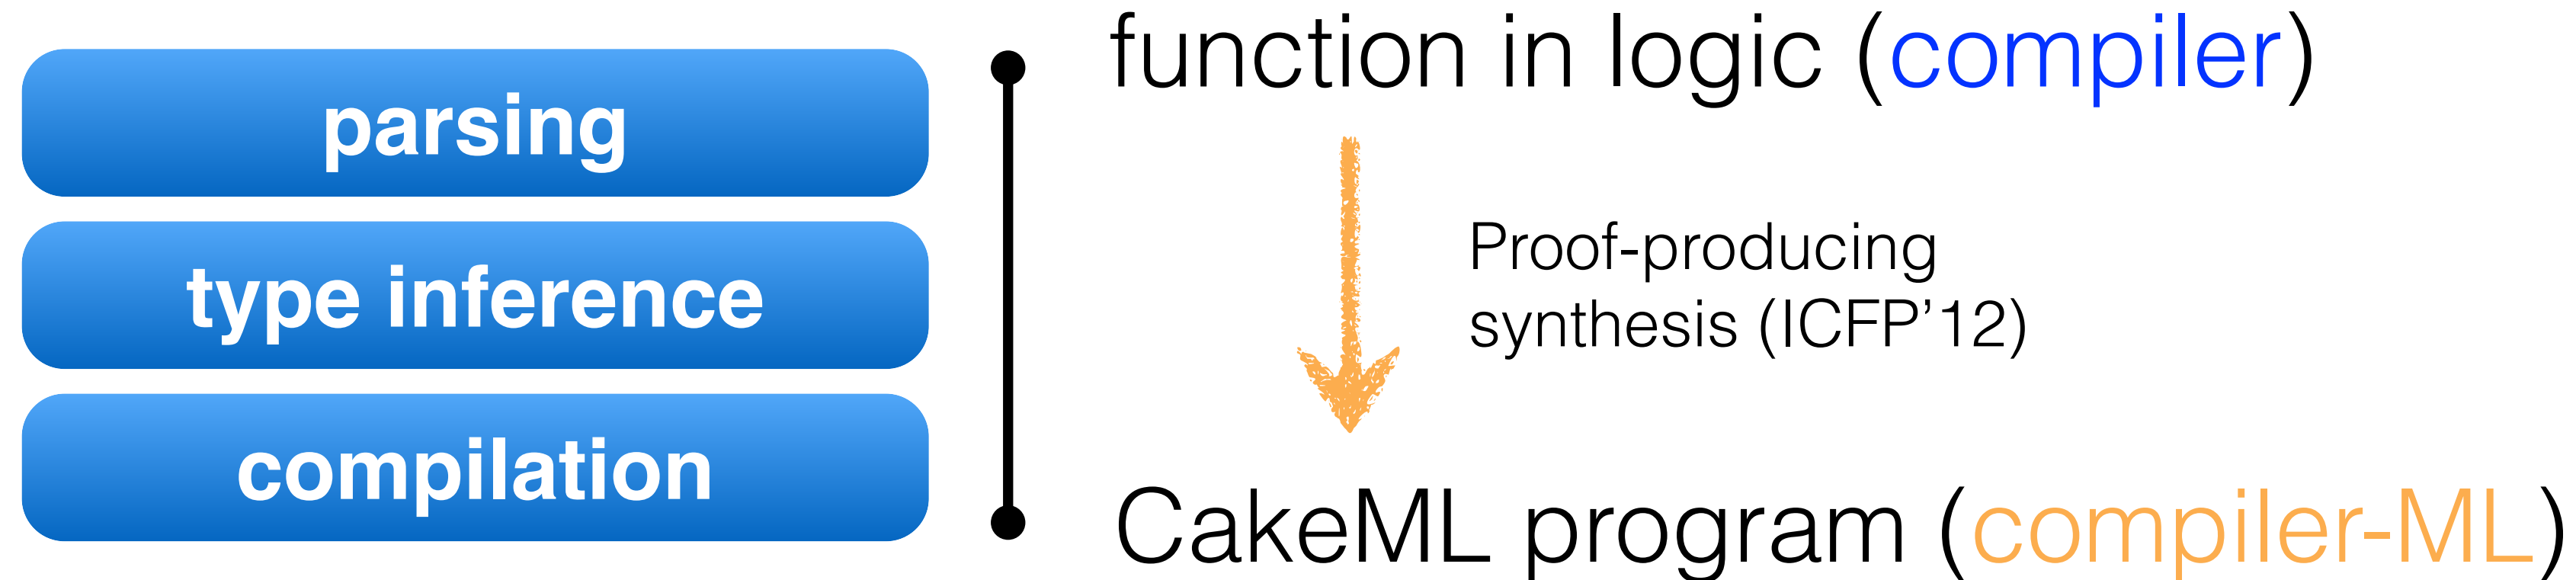 parsing
type inference
compilation
function in logic (compiler)
Proof-producing
synthesis (ICFP’12)
CakeML program (compiler-ML)